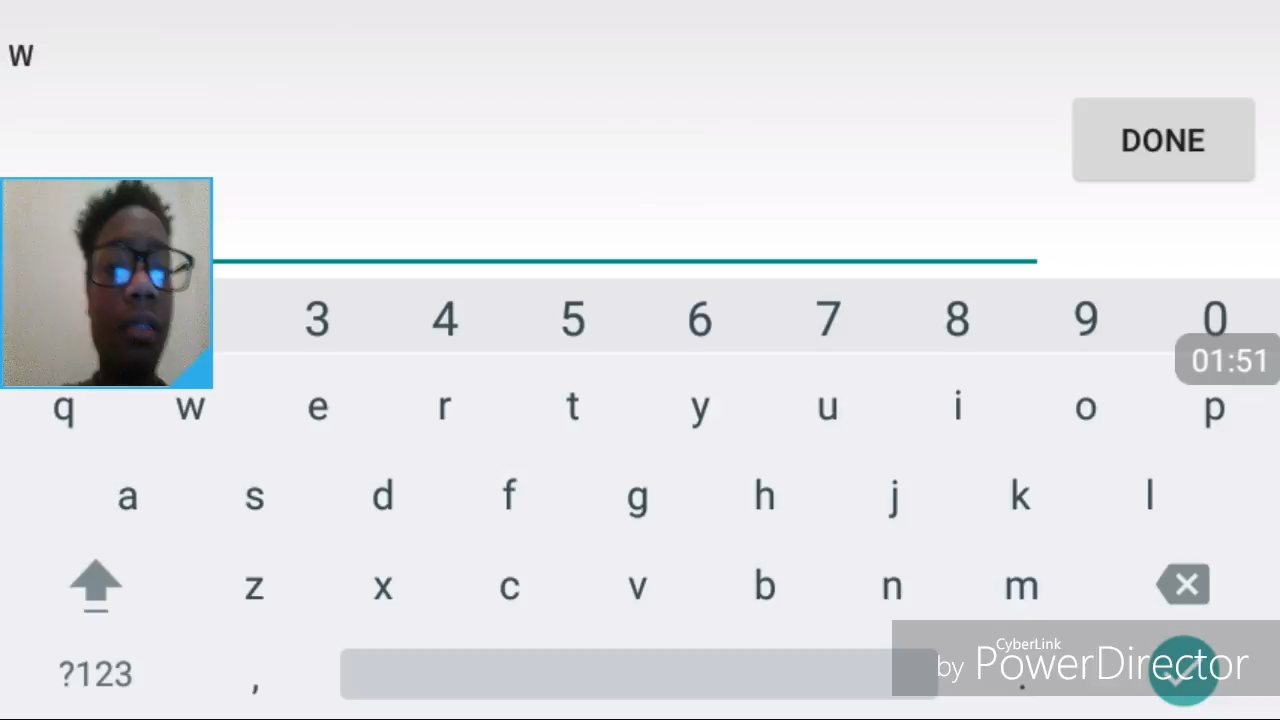 w
DONE
3 4 5 6 7 8 9 0
01:51
q w e r t y u i o p
a s d f g h j k l
z x c v b n m
?123 , .
CyberLink
by PowerDirector